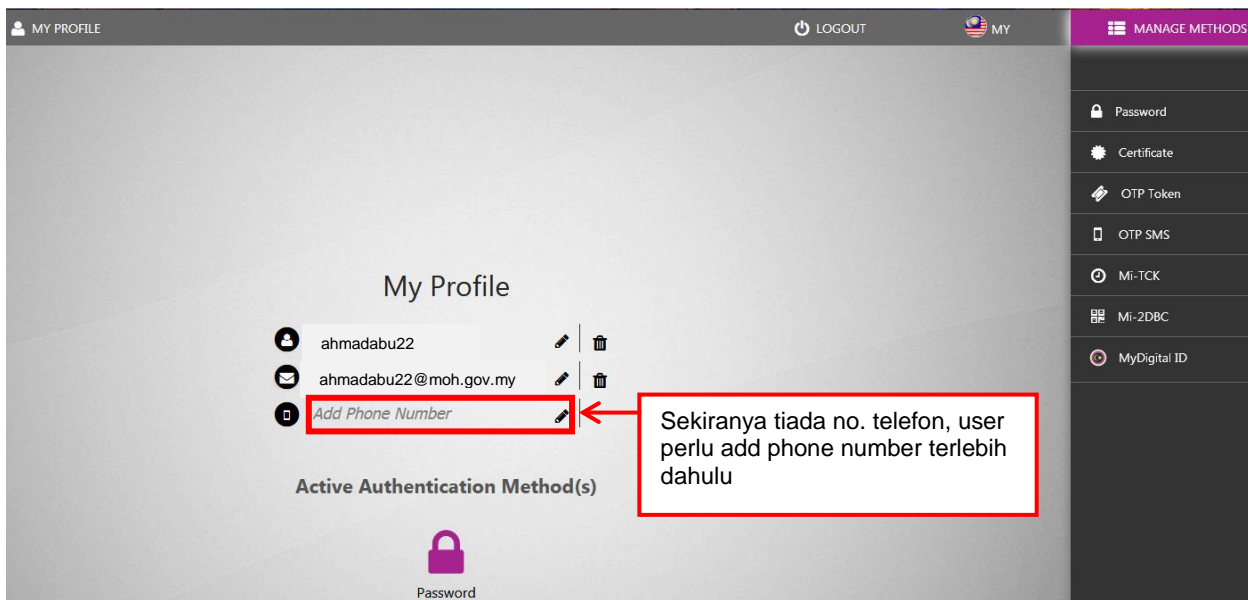 MY PROFILE
LOGOUT
MY
MANAGE METHODS
Password
Certificate
OTP Token
OTP SMS
Mi-TCK
Mi-2DBC
MyDigital ID
My Profile
ahmadabu22
ahmadabu22@moh.gov.my
Add Phone Number
Sekiranya tiada no. telefon, user
perlu add phone number terlebih
dahulu
Active Authentication Method(s)
Password